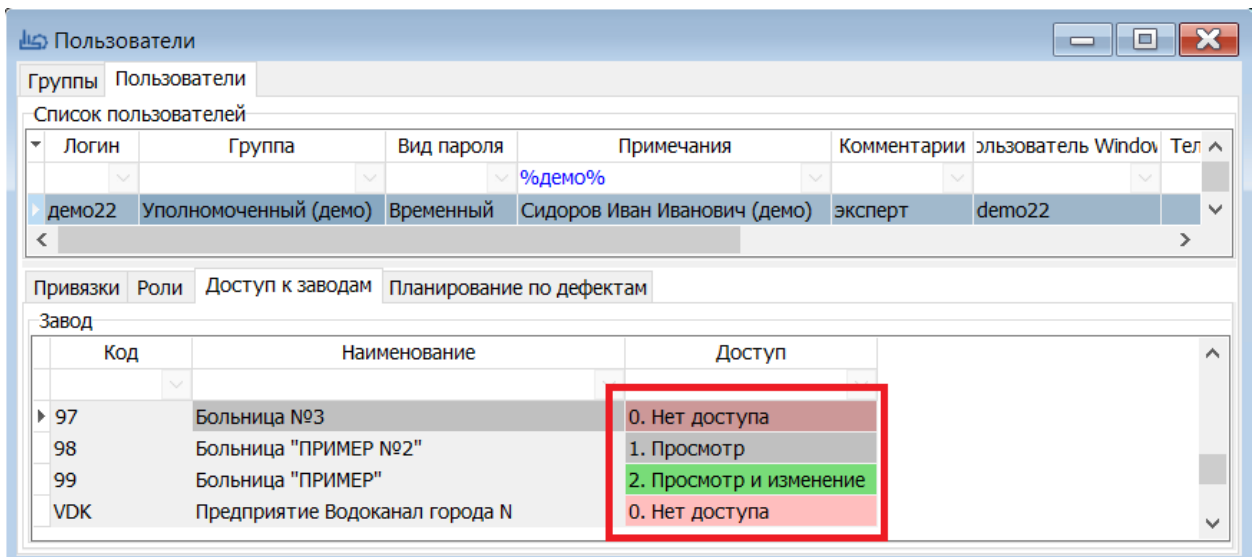 Пользователи
Группы Пользователи
Список пользователей
Логин Группа Вид пароля Примечания Комментарии ользователь Window Тел
%демо%
демо22 Уполномоченный (демо) Временный Сидоров Иван Иванович (демо) эксперт demo22
Привязки Роли Доступ к заводам Планирование по дефектам
Завод
Код Наименование Доступ
97 Больница №3 0. Нет доступа
98 Больница "ПРИМЕР №2" 1. Просмотр
99 Больница "ПРИМЕР" 2. Просмотр и изменение
VDK Предприятие Водоканал города N 0. Нет доступа